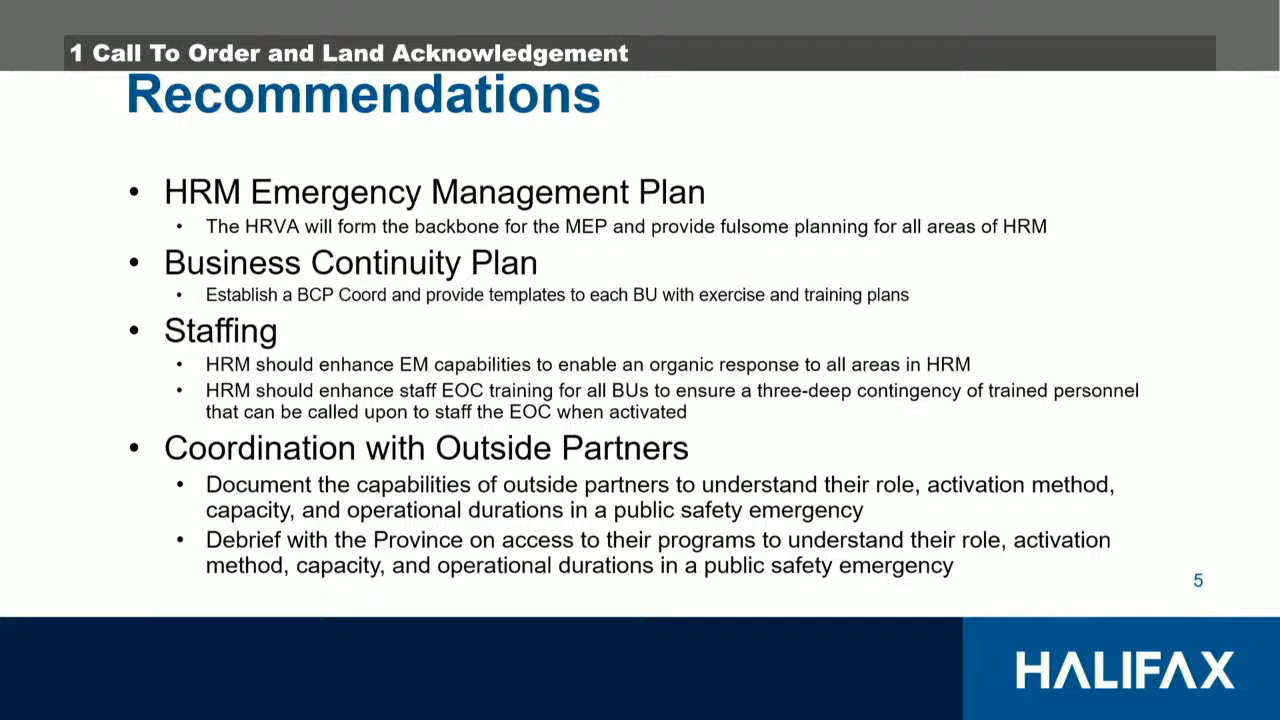 1 Call To Order and Land Acknowledgement
Recommendations
• HRM Emergency Management Plan
• The HRVA will form the backbone for the MEP and provide fulsome planning for all areas of HRM
• Business Continuity Plan
• Establish a BCP Coord and provide templates to each BU with exercise and training plans
• Staffing
• HRM should enhance EM capabilities to enable an organic response to all areas in HRM
• HRM should enhance staff EOC training for all BUs to ensure a three-deep contingency of trained personnel
that can be called upon to staff the EOC when activated
• Coordination with Outside Partners
• Document the capabilities of outside partners to understand their role, activation method,
capacity, and operational durations in a public safety emergency
• Debrief with the Province on access to their programs to understand their role, activation
method, capacity, and operational durations in a public safety emergency
5
HALIFAX